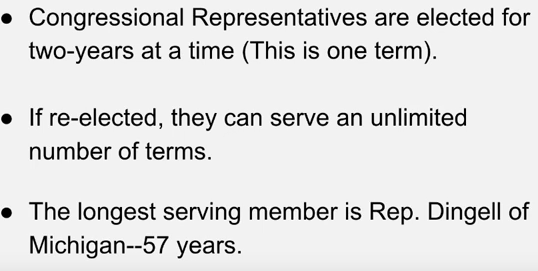 ● Congressional Representatives are elected for
two-years at a time (This is one term).
● If re-elected, they can serve an unlimited
number of terms.
● The longest serving member is Rep. Dingell of
Michigan--57 years.